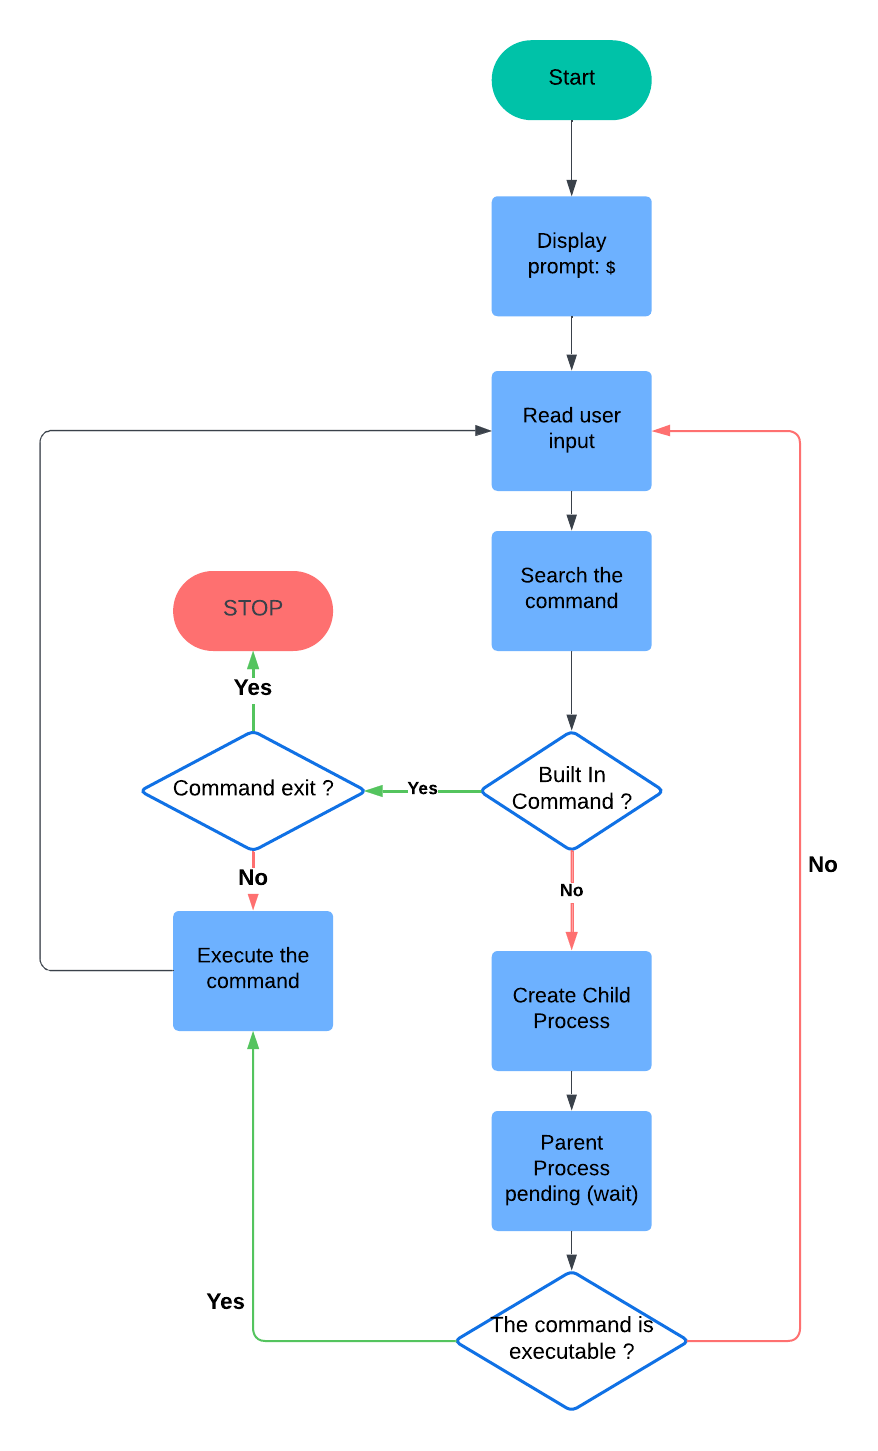 Start
Display
prompt: $
Read user
input
Search the
command
STOP
Yes
Command exit ?
Yes
Built In
Command ?
No
No
No
Execute the
command
Create Child
Process
Parent
Process
pending (wait)
Yes
The command is
executable ?